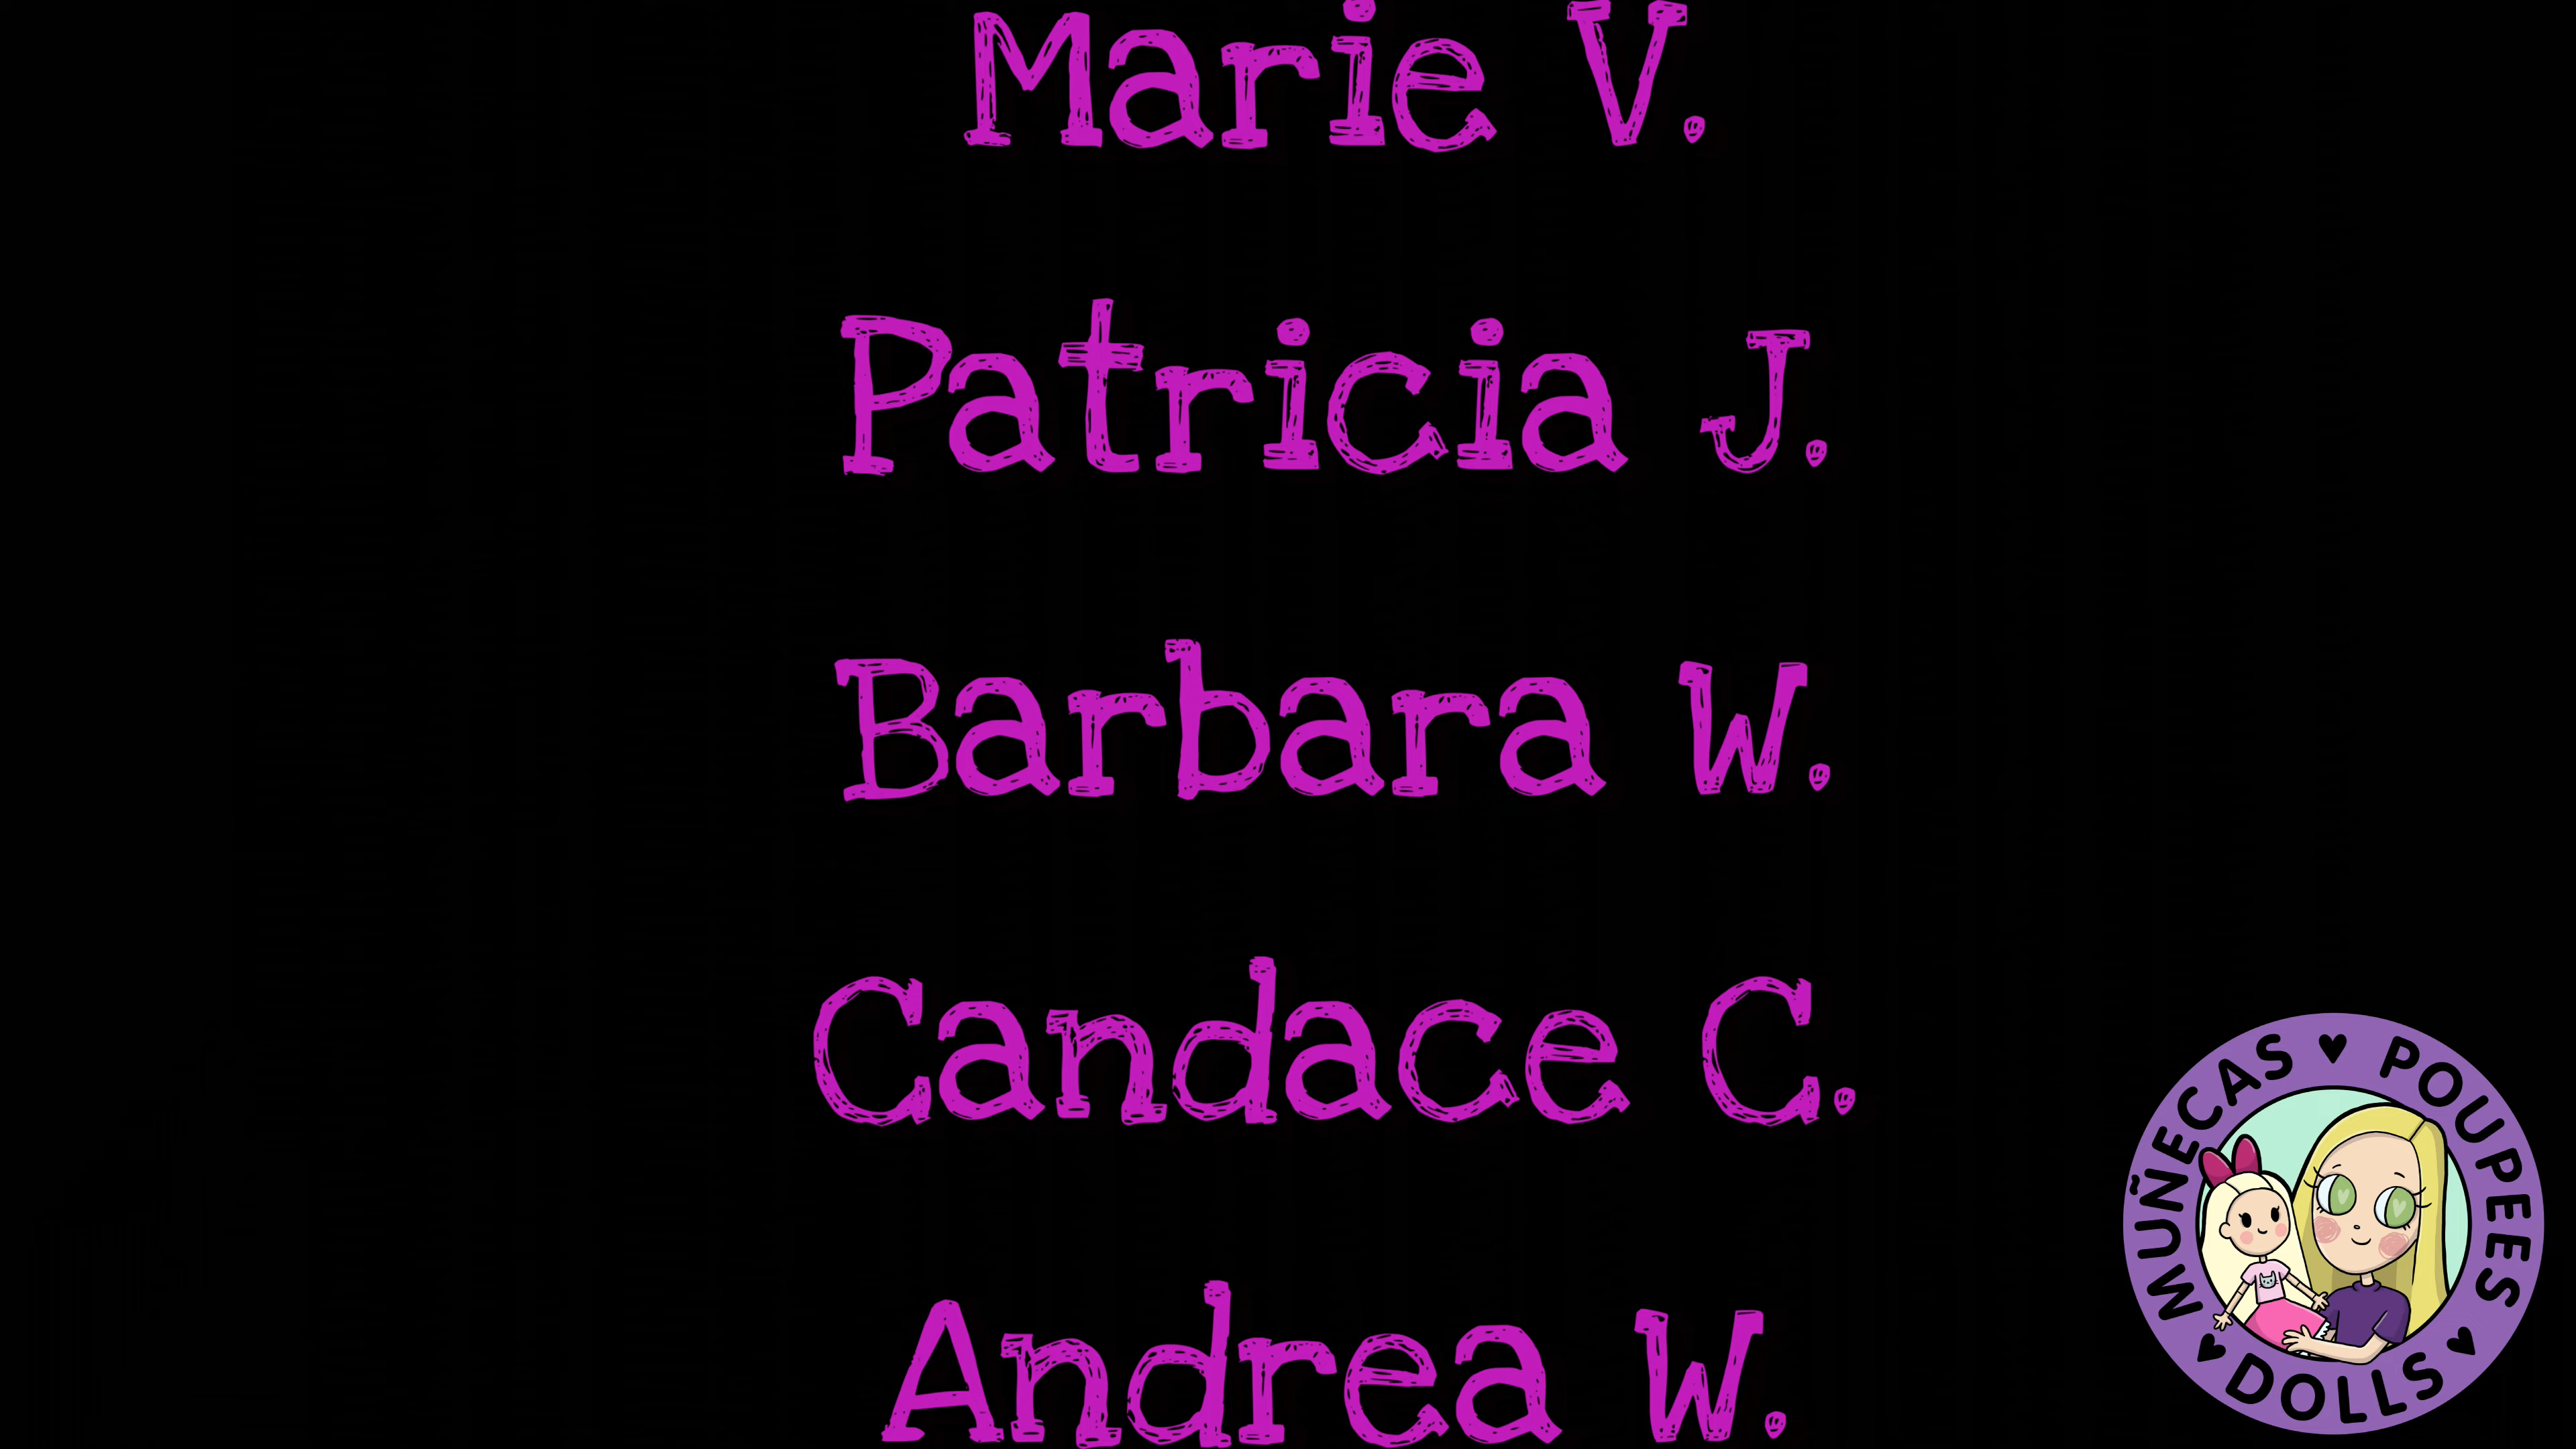 Marie V.
Patricia J.
Barbara W.
Candace C.
Andrea W.
MUÑECAS ♥ POUPEES ♥ DOLLS ♥